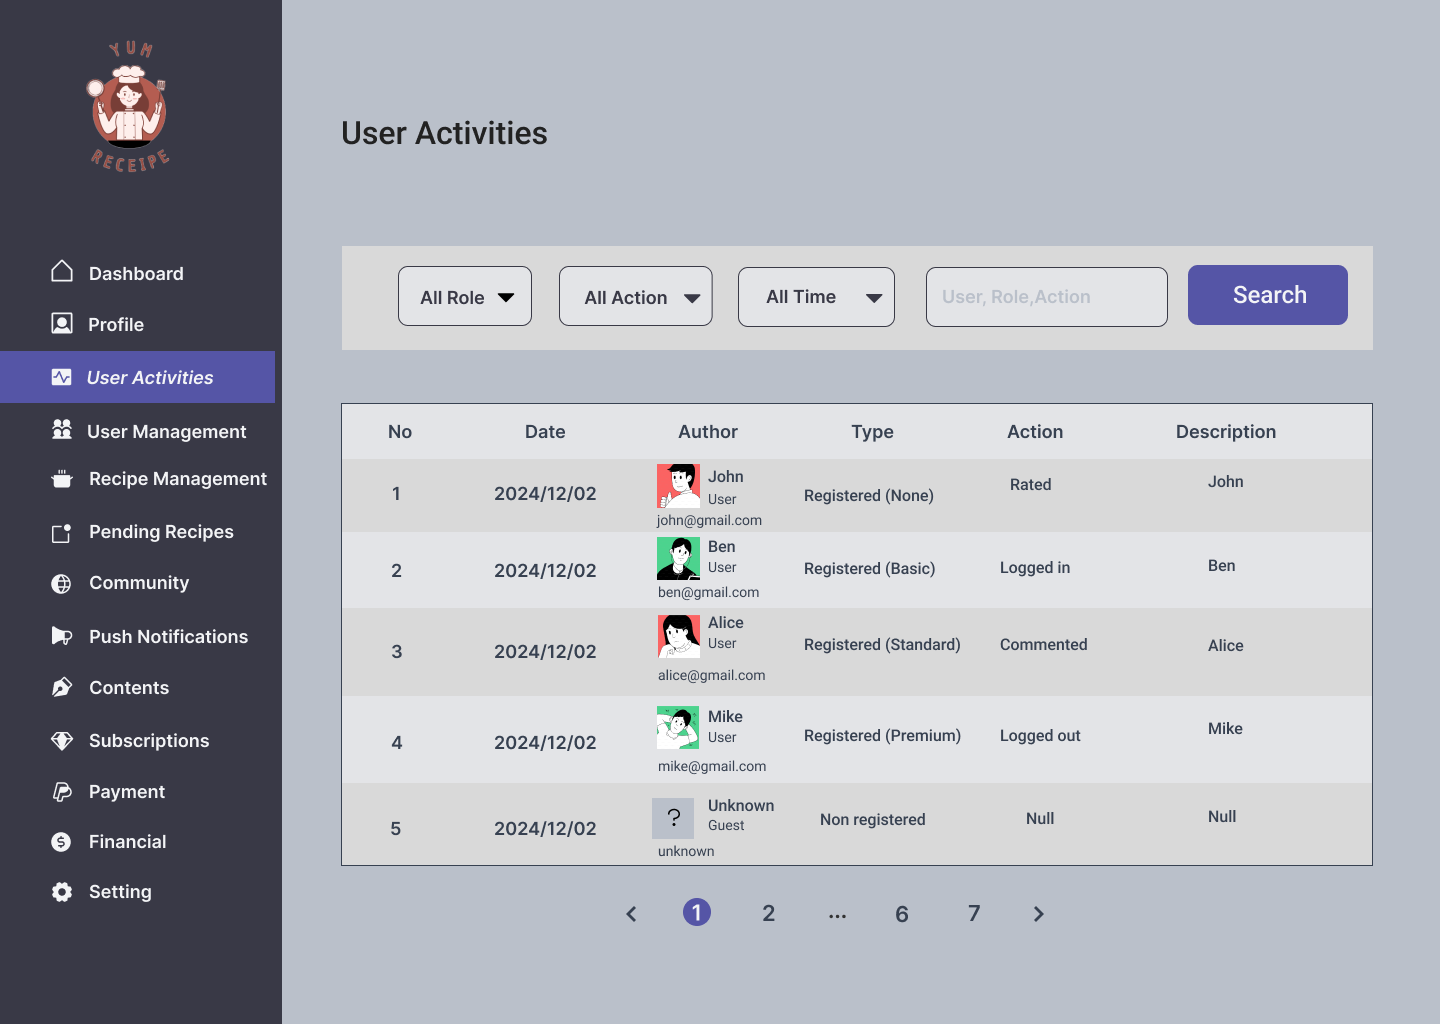 YUM
RECEIPE
Dashboard
Profile
User Activities
User Management
Recipe Management
Pending Recipes
Community
Push Notifications
Contents
Subscriptions
Payment
Financial
Setting
User Activities
All Role All Action All Time User, Role,Action Search
No Date Author Type Action Description
1 2024/12/02 John User john@gmail.com Registered (None) Rated John
2 2024/12/02 Ben User ben@gmail.com Registered (Basic) Logged in Ben
3 2024/12/02 Alice User alice@gmail.com Registered (Standard) Commented Alice
4 2024/12/02 Mike User mike@gmail.com Registered (Premium) Logged out Mike
5 2024/12/02 ? Unknown Guest unknown Non registered Null Null
< 1 2 ... 6 7 >